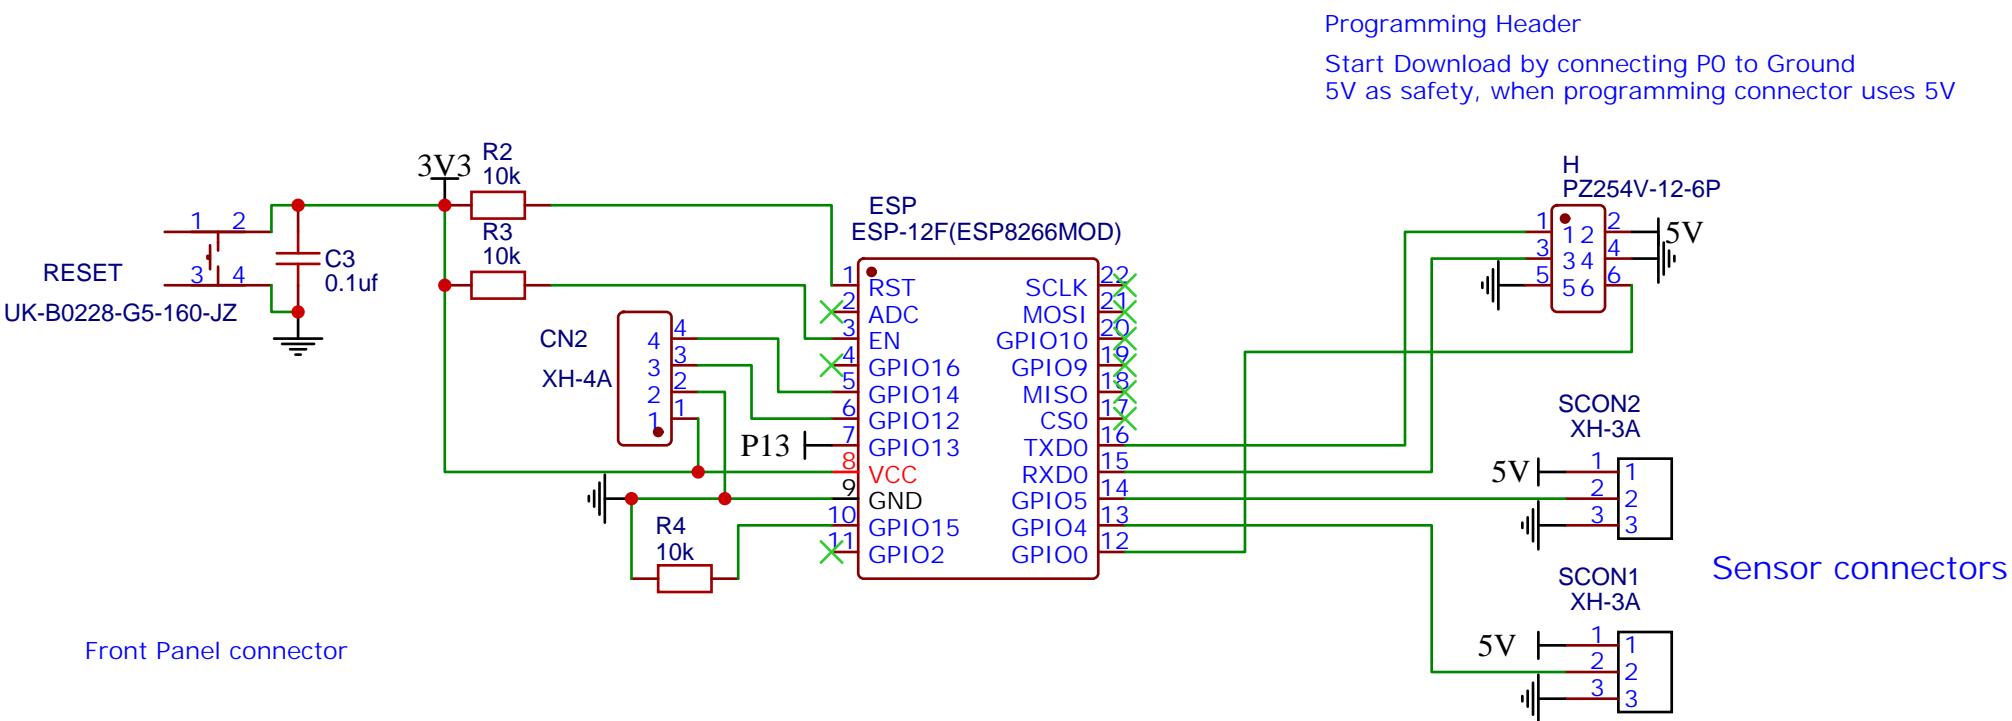 Programming Header
Start Download by connecting P0 to Ground
5V as safety, when programming connector uses 5V
3V3
R2
10k
R3
10k
1 2
3 4
RESET
UK-B0228-G5-160-JZ
C3
0.1uf
CN2
XH-4A
4 4
3 3
2 2
1 1
P13
R4
10k
ESP
ESP-12F(ESP8266MOD)
1 RST
2 ADC
3 EN
4 GPIO16
5 GPIO14
6 GPIO12
7 GPIO13
8 VCC
9 GND
10 GPIO15
11 GPIO2
SCLK 22
MOSI 21
GPIO10 20
GPIO9 19
MISO 18
CS0 17
TXD0 16
RXD0 15
GPIO5 14
GPIO4 13
GPIO0 12
H
PZ254V-12-6P
1 1 2 2
3 3 4 4
5 5 6 6
5V
SCON2
XH-3A
5V
1 1
2 2
3 3
Sensor connectors
SCON1
XH-3A
5V
1 1
2 2
3 3
Front Panel connector